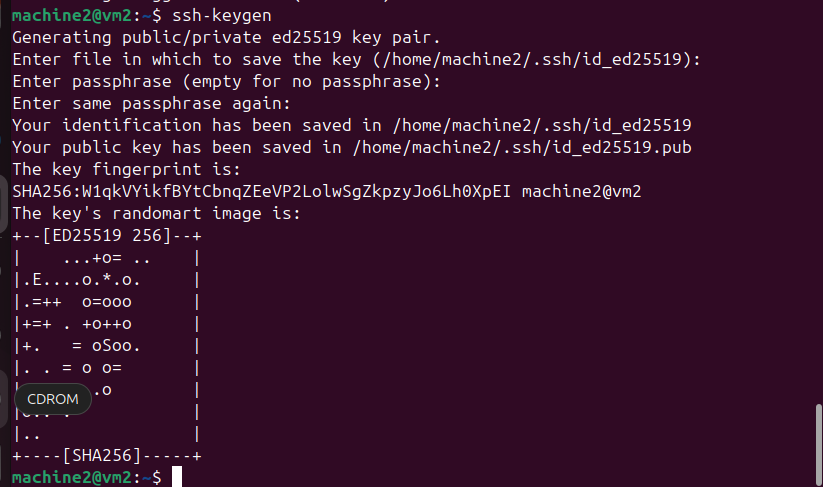 machine2@vm2:~$ ssh-keygen
Generating public/private ed25519 key pair.
Enter file in which to save the key (/home/machine2/.ssh/id_ed25519):
Enter passphrase (empty for no passphrase):
Enter same passphrase again:
Your identification has been saved in /home/machine2/.ssh/id_ed25519
Your public key has been saved in /home/machine2/.ssh/id_ed25519.pub
The key fingerprint is:
SHA256:W1qkVYikfBYtCbnqZEeVP2LolwSgZkpzyJo6Lh0XpEI machine2@vm2
The key's randomart image is:
+--[ED25519 256]--+
|    ...+o= ..    |
|.E....o.*.o.     |
|.=++  o=ooo      |
|+=+ . +o++o      |
|+.   = oSoo.     |
|. . = o o=       |
CDROM .o        |
|
|..               |
+----[SHA256]-----+
machine2@vm2:~$